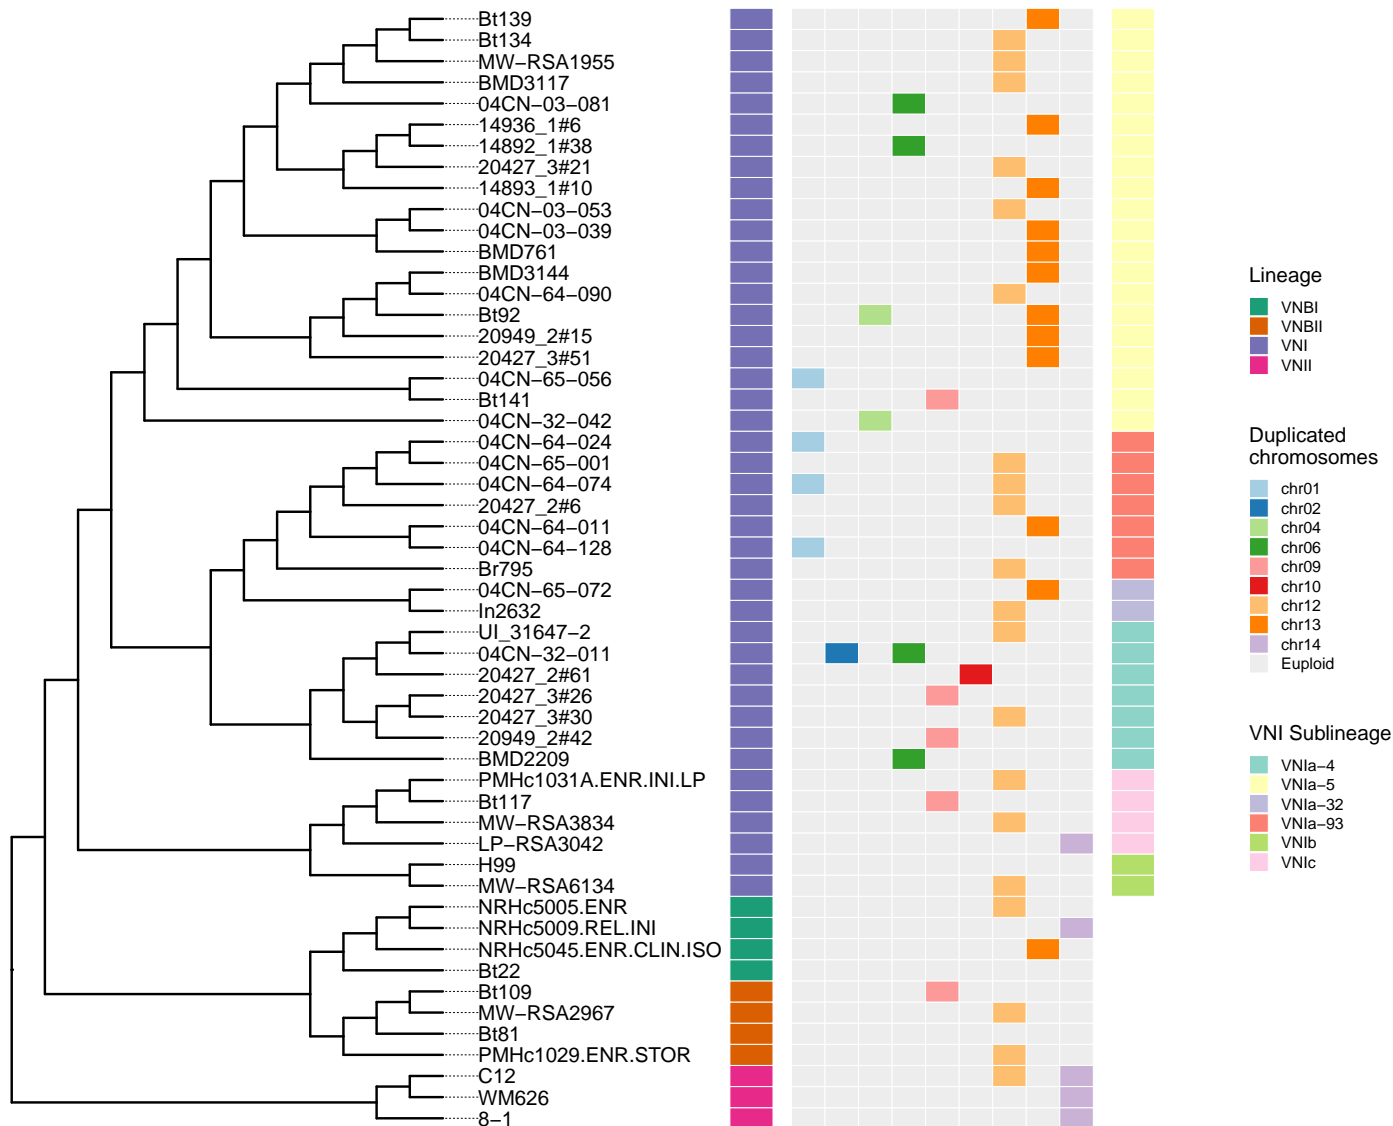 Bt139
Bt134
MW−RSA1955
BMD3117
04CN−03−081
14936_1#6
14892_1#38
20427_3#21
14893_1#10
04CN−03−053
04CN−03−039
BMD761
BMD3144
04CN−64−090
Bt92
20949_2#15
20427_3#51
04CN−65−056
Bt141
04CN−32−042
04CN−64−024
04CN−65−001
04CN−64−074
20427_2#6
04CN−64−011
04CN−64−128
Br795
04CN−65−072
In2632
UI_31647−2
04CN−32−011
20427_2#61
20427_3#26
20427_3#30
20949_2#42
BMD2209
PMHc1031A.ENR.INI.LP
Bt117
MW−RSA3834
LP−RSA3042
H99
MW−RSA6134
NRHc5005.ENR
NRHc5009.REL.INI
NRHc5045.ENR.CLIN.ISO
Bt22
Bt109
MW−RSA2967
Bt81
PMHc1029.ENR.STOR
C12
WM626
8−1
Lineage
VNBI
VNBII
VNI
VNII
Duplicated
chromosomes
chr01
chr02
chr04
chr06
chr09
chr10
chr12
chr13
chr14
Euploid
VNI Sublineage
VNIa−4
VNIa−5
VNIa−32
VNIa−93
VNIb
VNIc